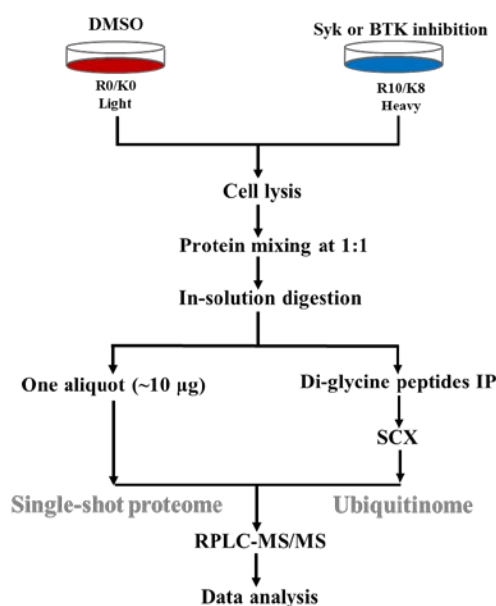 DMSO
Syk or BTK inhibition
R0/K0
Light
R10/K8
Heavy
Cell lysis
Protein mixing at 1:1
In-solution digestion
One aliquot (~10 µg)
Di-glycine peptides IP
SCX
Single-shot proteome
Ubiquitinome
RPLC-MS/MS
Data analysis